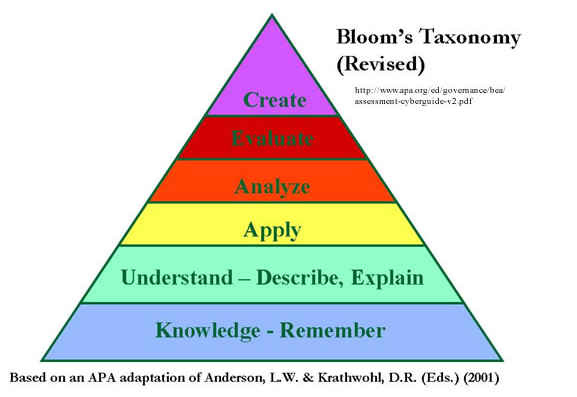 Bloom's Taxonomy
(Revised)
http://www.apa.org/ed/governance/bea/
assessment-cyberguide-v2.pdf
Create
Evaluate
Analyze
Apply
Understand – Describe, Explain
Knowledge - Remember
Based on an APA adaptation of Anderson, L.W. & Krathwohl, D.R. (Eds.) (2001)